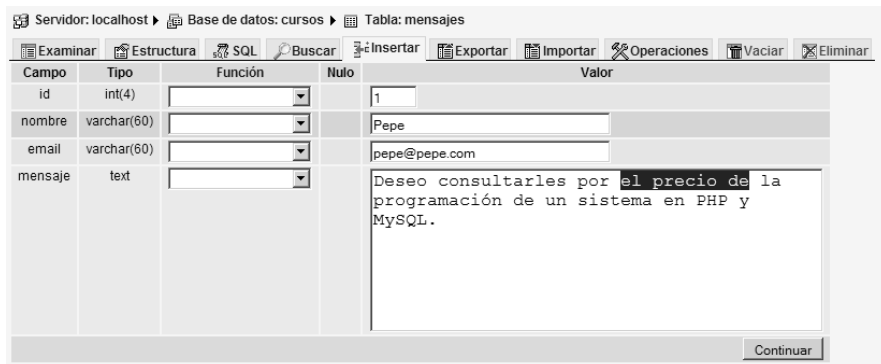 Servidor: localhost Base de datos: cursos Tabla: mensajes
Examinar Estructura SQL Buscar Insertar Exportar Importar Operaciones Vaciar Eliminar
Campo Tipo Función Nulo Valor
id int(4) 1
nombre varchar(60) Pepe
email varchar(60) pepe@pepe.com
mensaje text Deseo consultarles por el precio de la
programación de un sistema en PHP y
MySQL.
Continuar